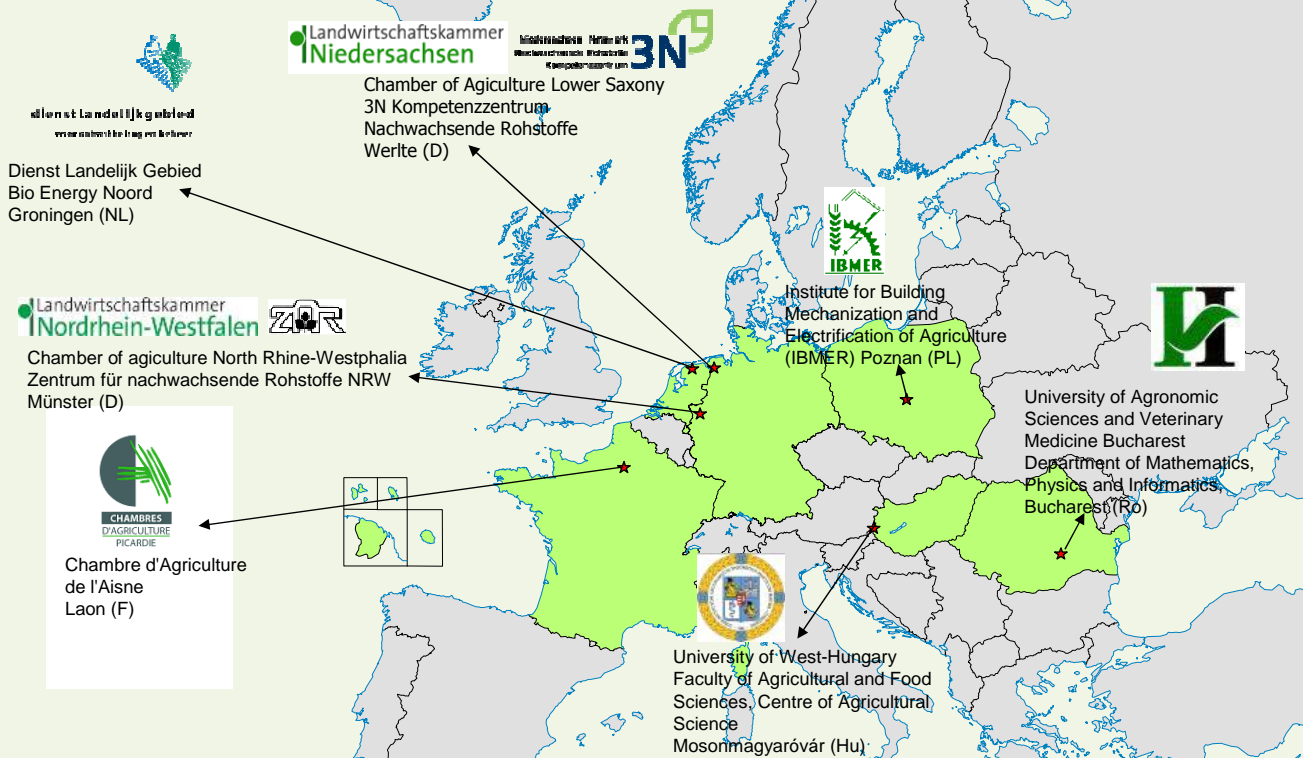 Landwirtschaftskammer
Niedersachsen
3N
Chamber of Agiculture Lower Saxony
3N Kompetenzzentrum
Nachwachsende Rohstoffe
Werlte (D)
dienst landelijk gebied
Dienst Landelijk Gebied
Bio Energy Noord
Groningen (NL)
IBMER
Institute for Building
Mechanization and
Electrification of Agriculture
(IBMER) Poznan (PL)
Landwirtschaftskammer
Nordrhein-Westfalen
Chamber of agiculture North Rhine-Westphalia
Zentrum für nachwachsende Rohstoffe NRW
Münster (D)
University of Agronomic
Sciences and Veterinary
Medicine Bucharest
Department of Mathematics,
Physics and Informatics,
Bucharest (Ro)
CHAMBRES
D'AGRICULTURE
PICARDIE
Chambre d'Agriculture
de l'Aisne
Laon (F)
University of West-Hungary
Faculty of Agricultural and Food
Sciences, Centre of Agricultural
Science
Mosonmagyaróvár (Hu)